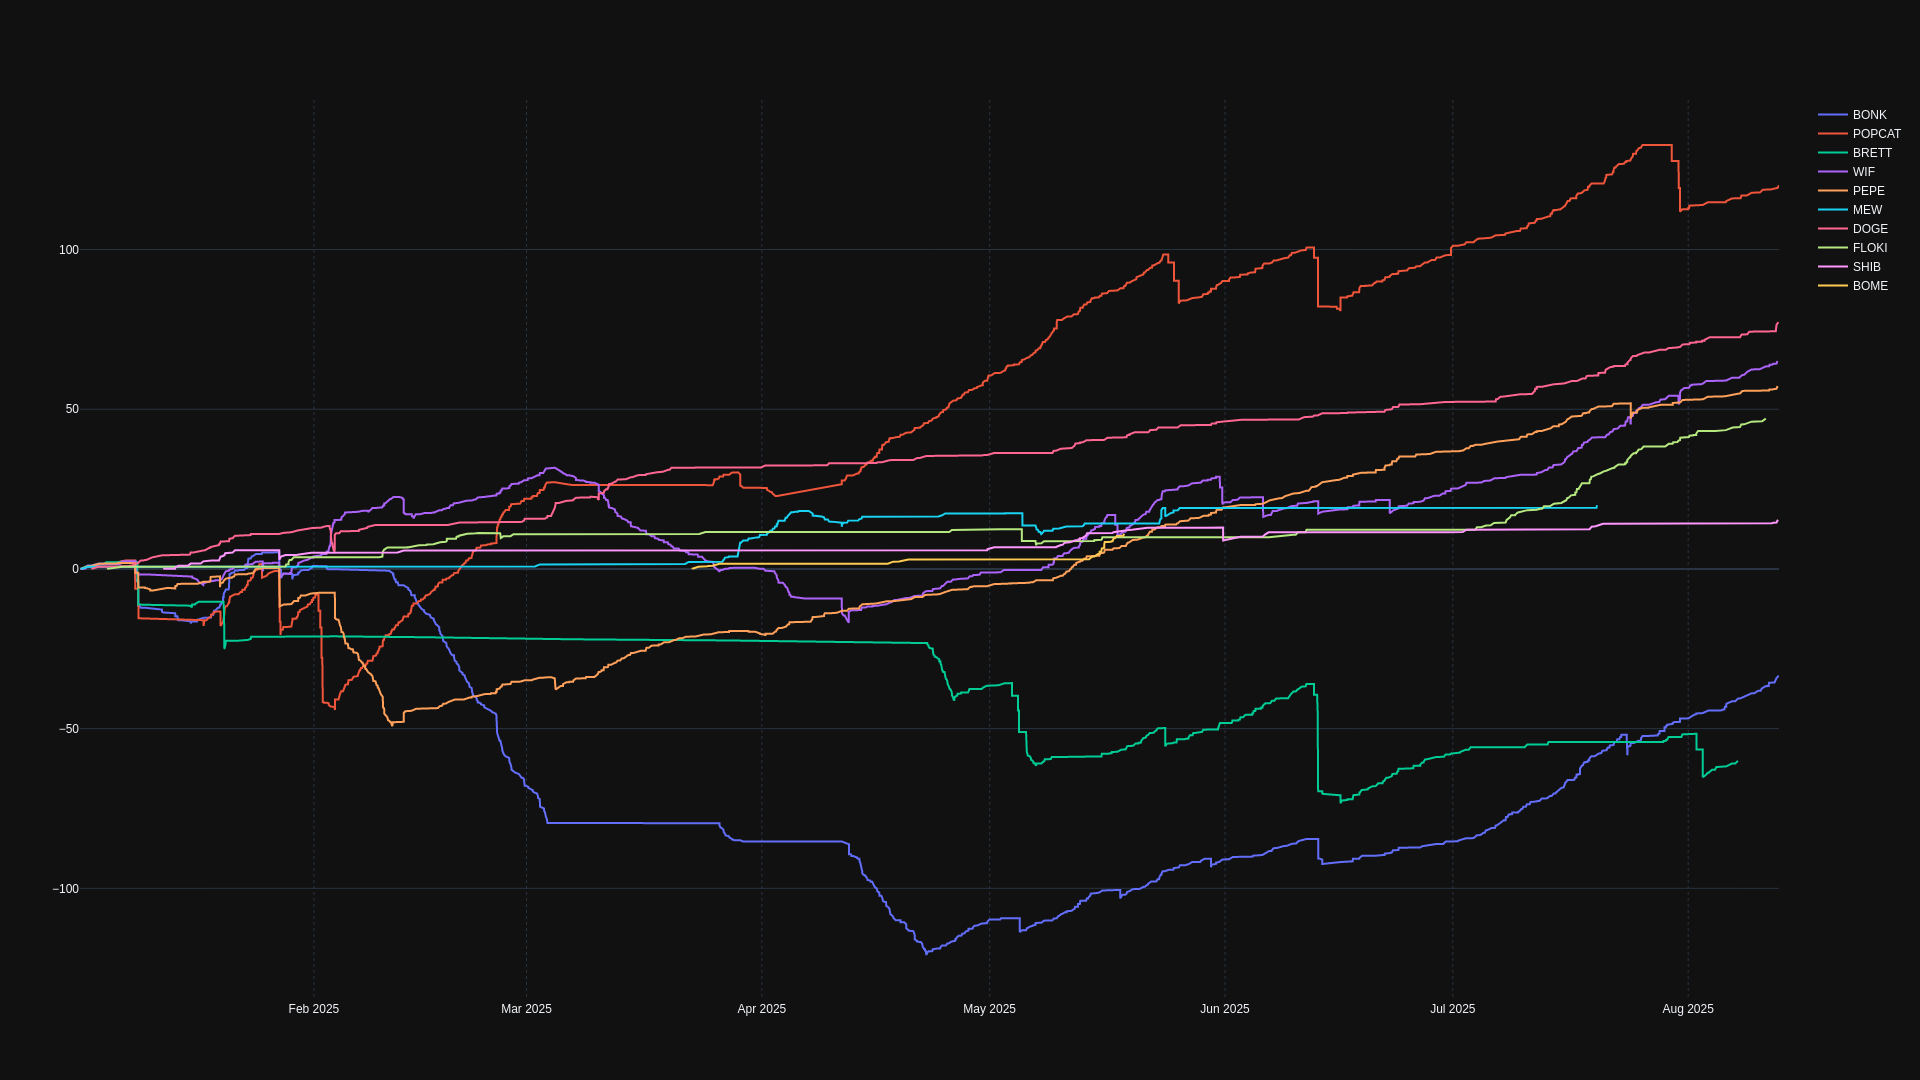 100
50
0
−50
−100
Feb 2025
Mar 2025
Apr 2025
May 2025
Jun 2025
Jul 2025
Aug 2025
BONK
POPCAT
BRETT
WIF
PEPE
MEW
DOGE
FLOKI
SHIB
BOME